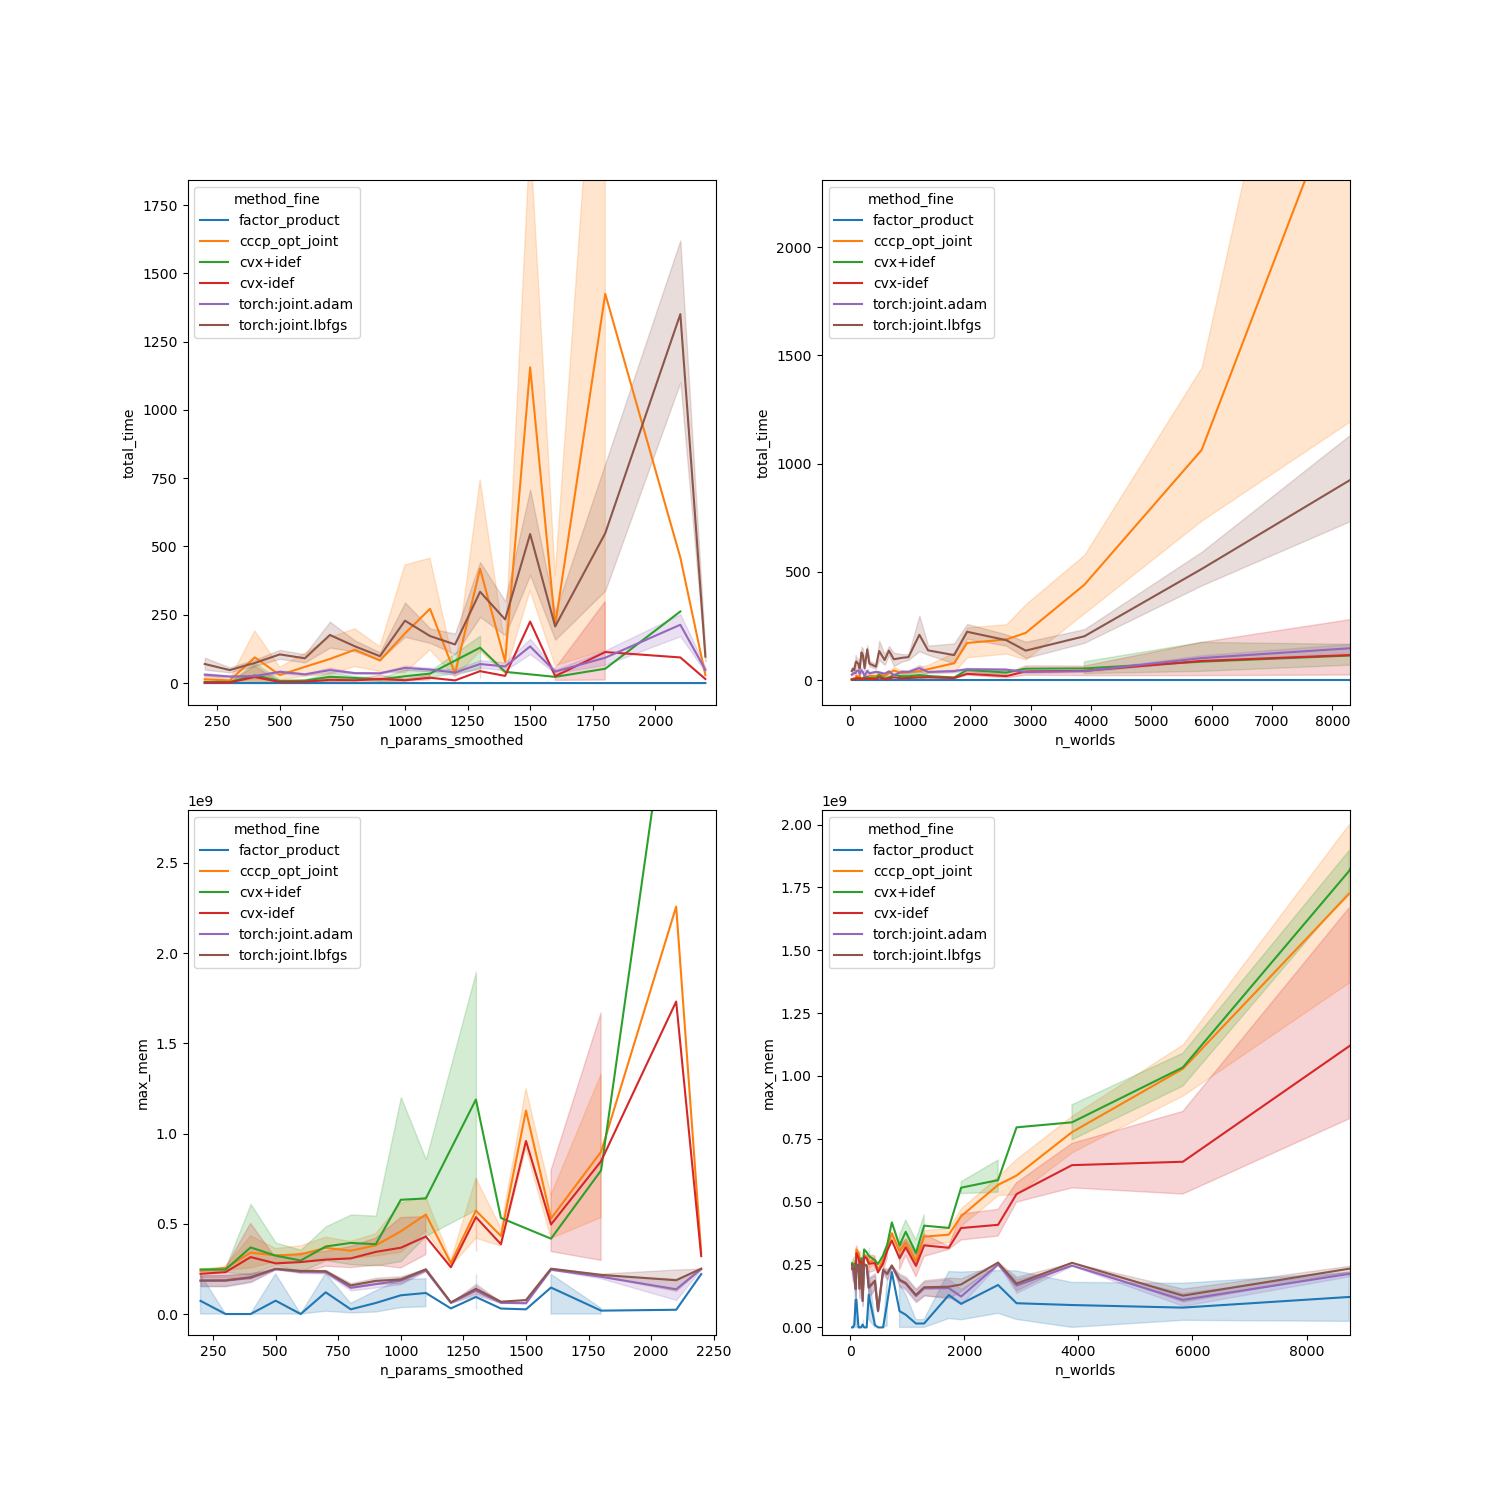 method_fine
factor_product
cccp_opt_joint
cvx+idef
cvx-idef
torch:joint.adam
torch:joint.lbfgs
1750
1500
1250
1000
750
500
250
0
total_time
250 500 750 1000 1250 1500 1750 2000
n_params_smoothed
method_fine
factor_product
cccp_opt_joint
cvx+idef
cvx-idef
torch:joint.adam
torch:joint.lbfgs
2000
1500
1000
500
0
total_time
0 1000 2000 3000 4000 5000 6000 7000 8000
n_worlds
1e9
method_fine
factor_product
cccp_opt_joint
cvx+idef
cvx-idef
torch:joint.adam
torch:joint.lbfgs
2.5
2.0
1.5
1.0
0.5
0.0
max_mem
250 500 750 1000 1250 1500 1750 2000 2250
n_params_smoothed
1e9
method_fine
factor_product
cccp_opt_joint
cvx+idef
cvx-idef
torch:joint.adam
torch:joint.lbfgs
2.00
1.75
1.50
1.25
1.00
0.75
0.50
0.25
0.00
max_mem
0 2000 4000 6000 8000
n_worlds